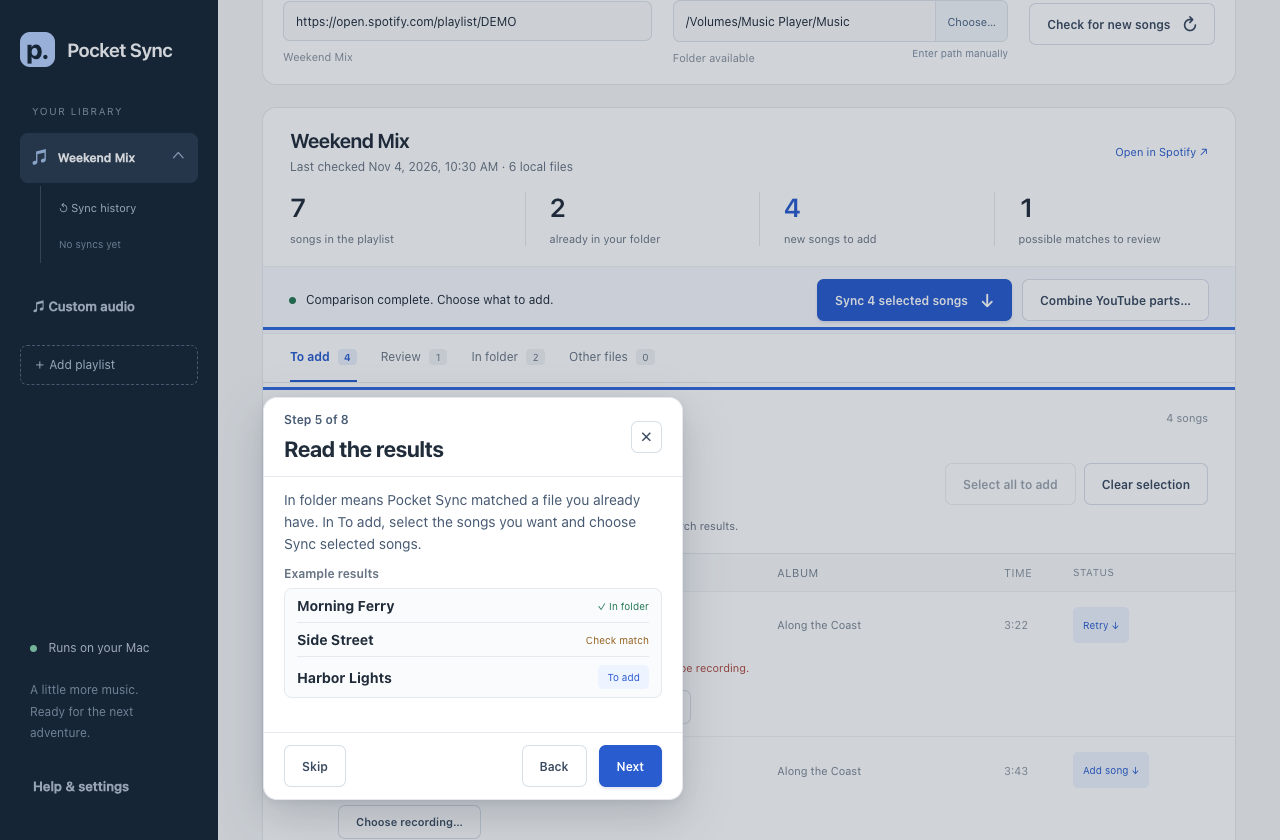 p. Pocket Sync
YOUR LIBRARY
Weekend Mix
Sync history
No syncs yet
Custom audio
+ Add playlist
Runs on your Mac
A little more music.
Ready for the next
adventure.
Help & settings
https://open.spotify.com/playlist/DEMO
Weekend Mix
/Volumes/Music Player/Music
Choose...
Folder available
Enter path manually
Check for new songs
Weekend Mix
Last checked Nov 4, 2026, 10:30 AM · 6 local files
Open in Spotify ↗
7
songs in the playlist
2
already in your folder
4
new songs to add
1
possible matches to review
Comparison complete. Choose what to add.
Sync 4 selected songs ↓
Combine YouTube parts...
To add 4
Review 1
In folder 2
Other files 0
4 songs
Select all to add
Clear selection
ch results.
ALBUM
TIME
STATUS
Along the Coast
3:22
Retry ↓
be recording.
Along the Coast
3:43
Add song ↓
Choose recording...
Step 5 of 8
Read the results
In folder means Pocket Sync matched a file you already
have. In To add, select the songs you want and choose
Sync selected songs.
Example results
Morning Ferry
✓ In folder
Side Street
Check match
Harbor Lights
To add
Skip
Back
Next